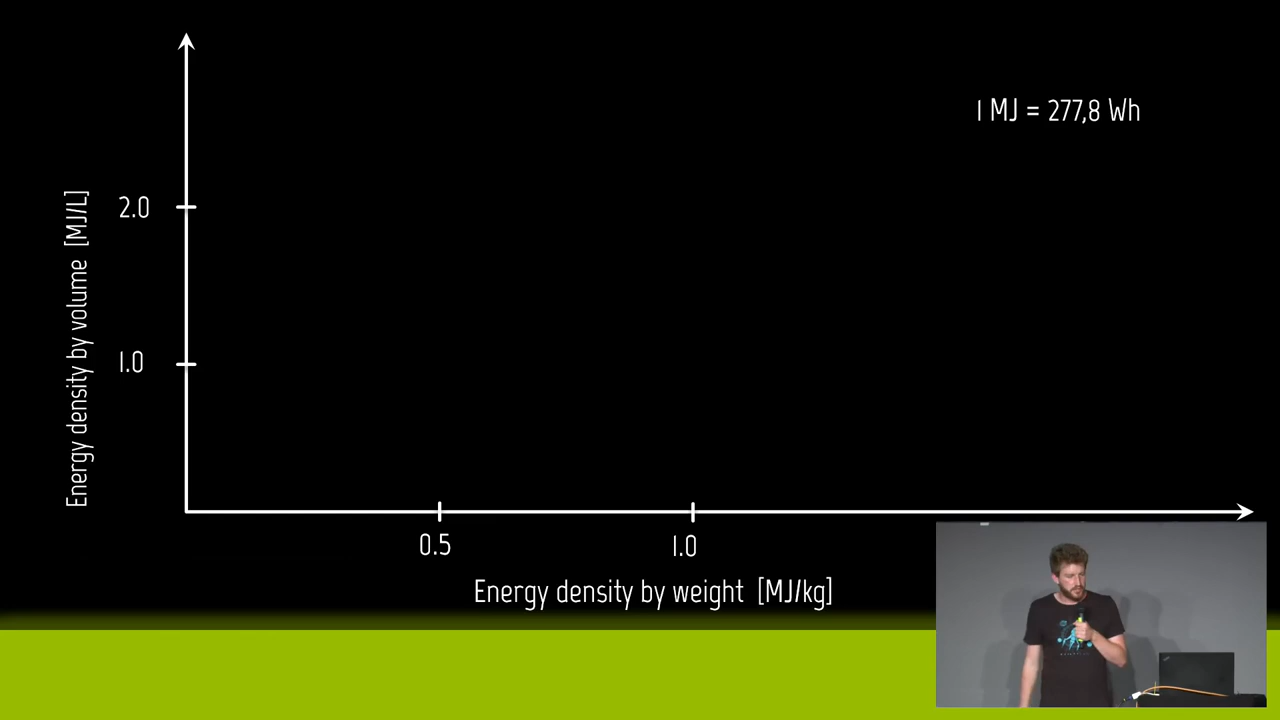 1 MJ = 277,8 Wh
Energy density by volume [MJ/L]
2.0
1.0
0.5
1.0
Energy density by weight [MJ/kg]